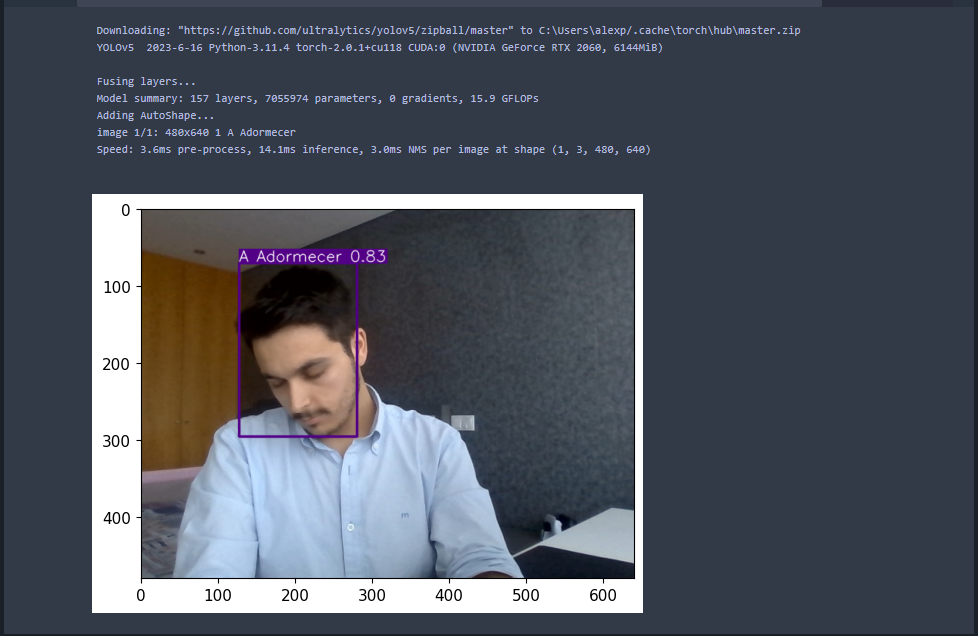 Downloading: "https://github.com/ultralytics/yolov5/zipball/master" to C:\Users\alexp/.cache\torch\hub\master.zip
YOLOv5  2023-6-16 Python-3.11.4 torch-2.0.1+cu118 CUDA:0 (NVIDIA GeForce RTX 2060, 6144MiB)
Fusing layers...
Model summary: 157 layers, 7055974 parameters, 0 gradients, 15.9 GFLOPs
Adding AutoShape...
image 1/1: 480x640 1 A Adormecer
Speed: 3.6ms pre-process, 14.1ms inference, 3.0ms NMS per image at shape (1, 3, 480, 640)
0
A Adormecer 0.83
100
200
300
400
m
0 100 200 300 400 500 600